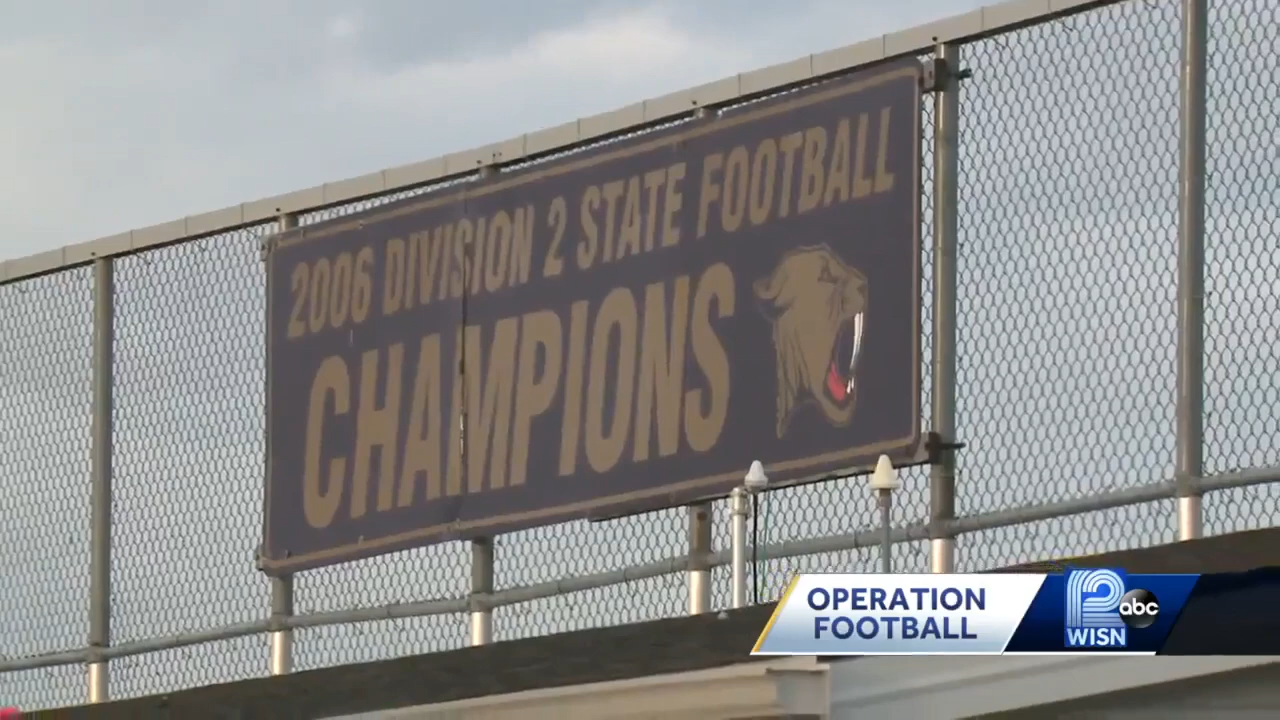 2006 DIVISION 2 STATE FOOTBALL
CHAMPIONS
OPERATION
FOOTBALL
12
abc
WISN